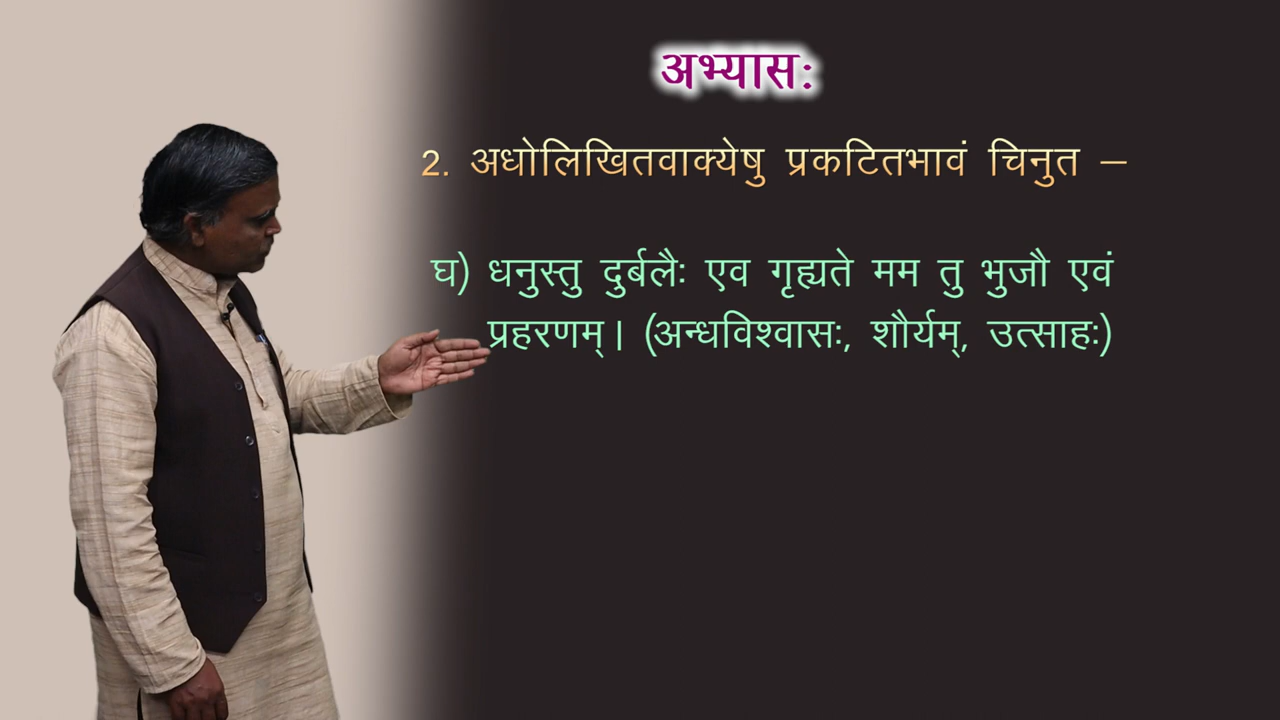 अभ्यासः
2. अधोलिखितवाक्येषु प्रकटितभावं चिनुत –
घ) धनुस्तु दुर्बलैः एव गृह्यते मम तु भुजौ एवं
प्रहरणम्। (अन्धविश्वासः, शौर्यम्, उत्साहः)